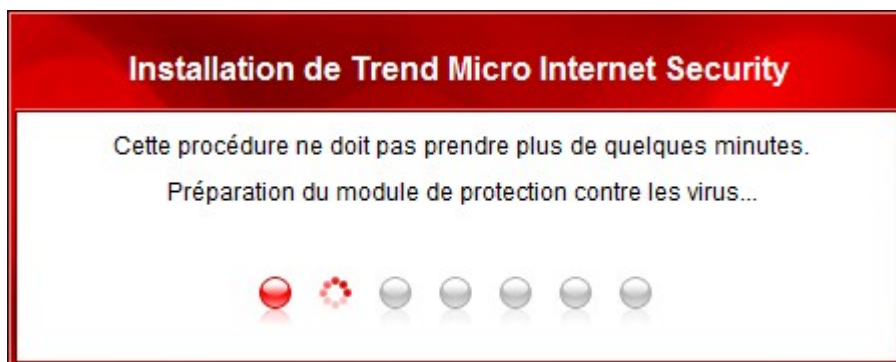 Installation de Trend Micro Internet Security
Cette procédure ne doit pas prendre plus de quelques minutes.
Préparation du module de protection contre les virus...